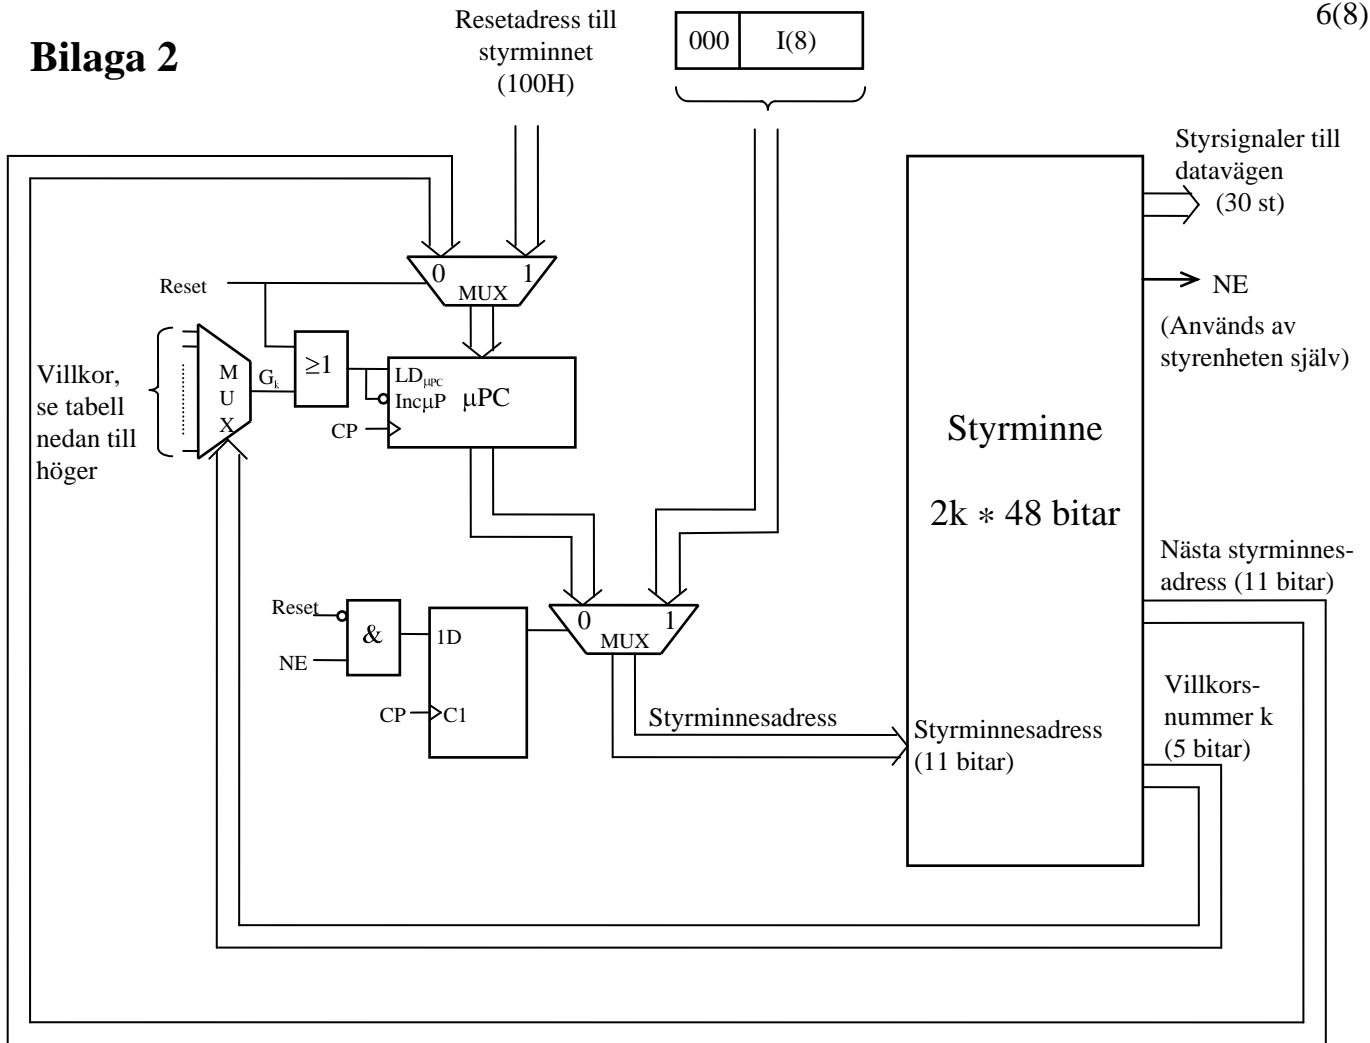 6(8)
Bilaga 2
Resetadress till
styrminnet
(100H)
000 I(8)
Styrsignaler till
datavägen
(30 st)
NE
(Används av
styrenheten själv)
Reset
0 1
MUX
Villkor,
se tabell
nedan till
höger
M
U
X
Gk
≥1
LDμPC
IncμP
μPC
CP
Styrminne
2k * 48 bitar
Nästa styrminnes-
adress (11 bitar)
Reset
&
NE
1D
CP
C1
0 1
MUX
Styrminnesadress
Styrminnesadress
(11 bitar)
Villkors-
nummer k
(5 bitar)